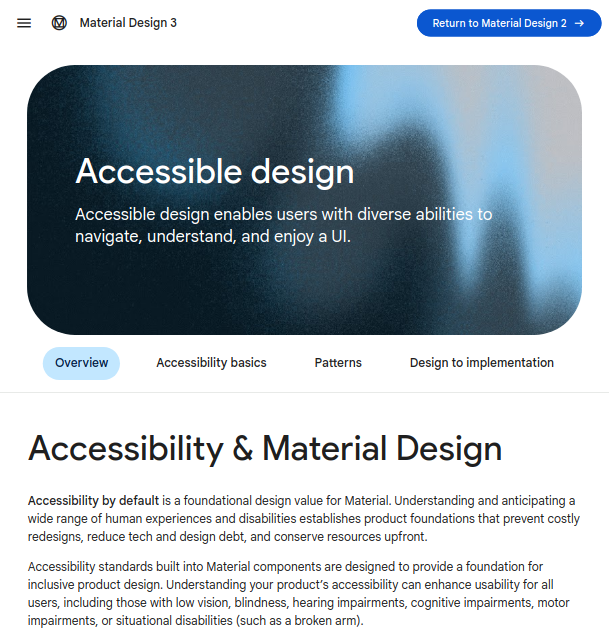 Material Design 3
Return to Material Design 2
Accessible design
Accessible design enables users with diverse abilities to
navigate, understand, and enjoy a UI.
Overview
Accessibility basics
Patterns
Design to implementation
Accessibility & Material Design
Accessibility by default is a foundational design value for Material. Understanding and anticipating a
wide range of human experiences and disabilities establishes product foundations that prevent costly
redesigns, reduce tech and design debt, and conserve resources upfront.
Accessibility standards built into Material components are designed to provide a foundation for
inclusive product design. Understanding your product’s accessibility can enhance usability for all
users, including those with low vision, blindness, hearing impairments, cognitive impairments, motor
impairments, or situational disabilities (such as a broken arm).